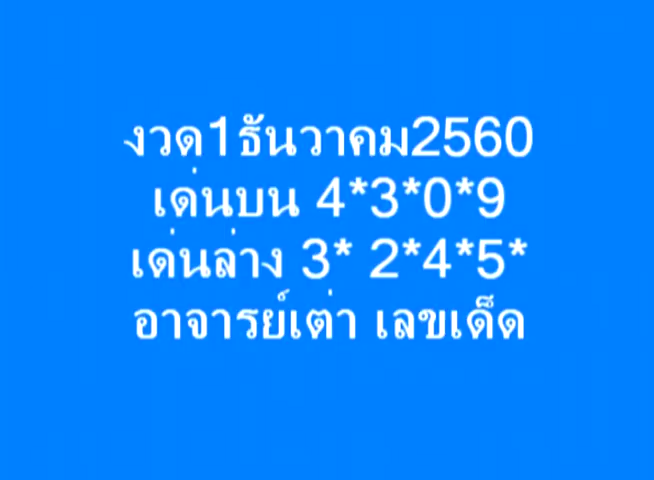 งวด1ธันวาคม2560
เด่นบน 4*3*0*9
เด่นล่าง 3* 2*4*5*
อาจารย์เต่า เลขเด็ด